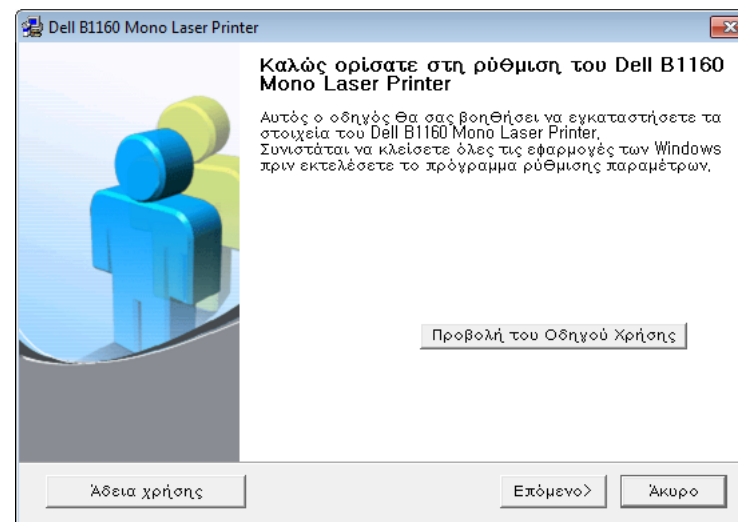 Dell B1160 Mono Laser Printer
Καλώς ορίσατε στη ρύθμιση του Dell B1160
Mono Laser Printer
Αυτός ο οδηγός θα σας βοηθήσει να εγκαταστήσετε τα
στοιχεία του Dell B1160 Mono Laser Printer.
Συνιστάται να κλείσετε όλες τις εφαρμογές των Windows
πριν εκτελέσετε το πρόγραμμα ρύθμισης παραμέτρων.
Προβολή του Οδηγού Χρήσης
Άδεια χρήσης
Επόμενο>
Άκυρο